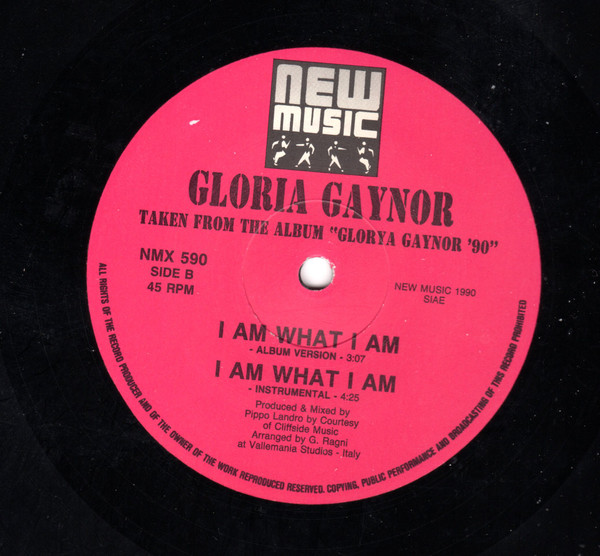 NEW
MUSIC
GLORIA GAYNOR
TAKEN FROM THE ALBUM "GLORYA GAYNOR '90"
NMX 590
SIDE B
45 RPM
NEW MUSIC 1990
SIAE
I AM WHAT I AM
- ALBUM VERSION - 3:07
I AM WHAT I AM
- INSTRUMENTAL - 4:25
Produced & Mixed by
Pippo Landro by Courtesy
of Cliffside Music
Arranged by G. Ragni
at Vallemania Studios - Italy
ALL RIGHTS OF THE RECORD PRODUCER AND OF THE OWNER OF THE WORK REPRODUCED RESERVED. COPYING, PUBLIC PERFORMANCE AND BROADCASTING OF THIS RECORD PROHIBITED